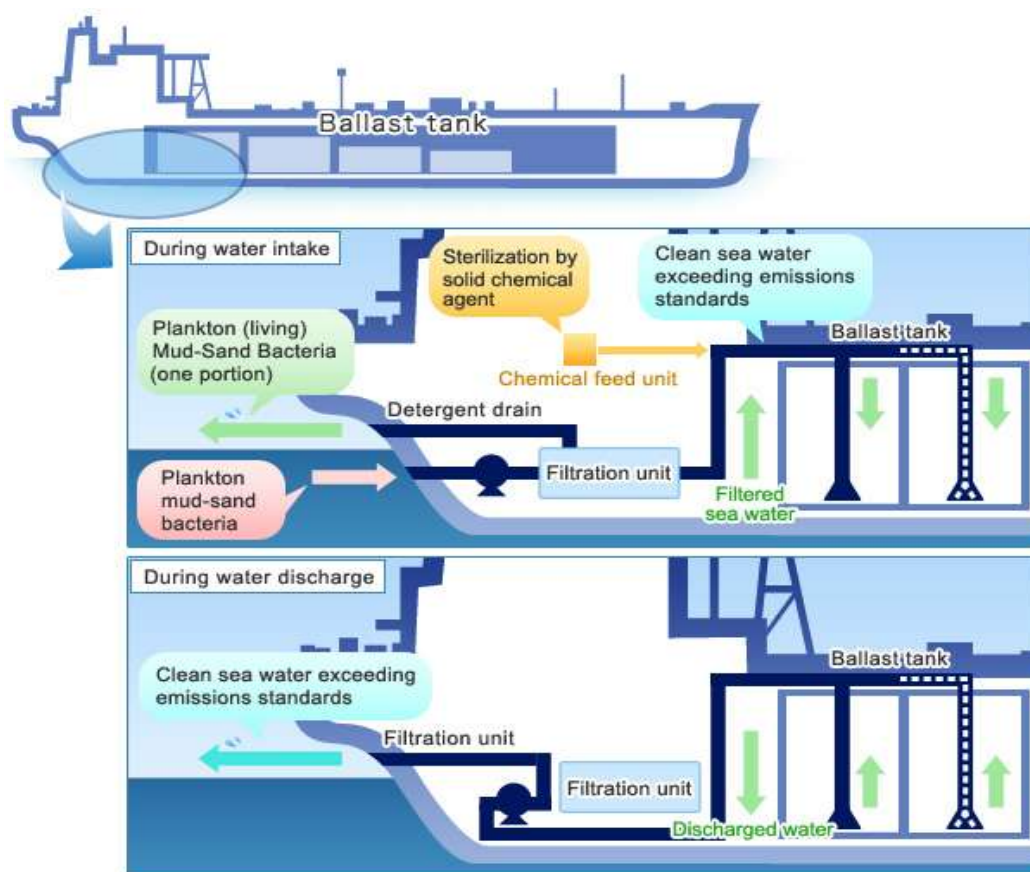 Ballast tank
During water intake
Sterilization by
solid chemical
agent
Clean sea water
exceeding emissions
standards
Plankton (living)
Mud-Sand Bacteria
(one portion)
Ballast tank
Chemical feed unit
Detergent drain
Filtration unit
Plankton
mud-sand
bacteria
Filtered
sea water
During water discharge
Ballast tank
Clean sea water exceeding
emissions standards
Filtration unit
Filtration unit
Discharged water